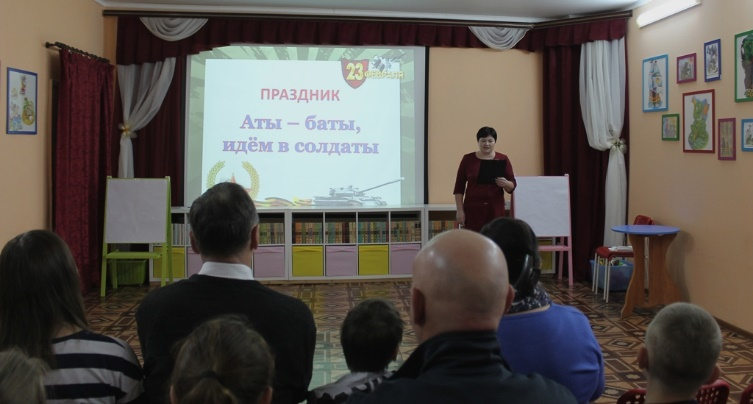 23
ФЕВРАЛЯ
ПРАЗДНИК
Аты – баты,
идём в солдаты